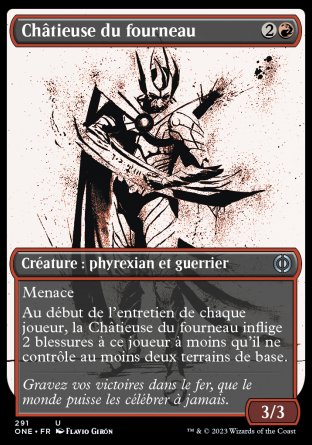 Châtieuse du fourneau
2
Créature : phyrexian et guerrier
Menace
Au début de l'entretien de chaque
joueur, la Châtieuse du fourneau inflige
2 blessures à ce joueur à moins qu'il ne
contrôle au moins deux terrains de base.
Gravez vos victoires dans le fer, que le
monde puisse les célébrer à jamais.
3/3
291 U
ONE • FR Flavio Girón
™ & © 2023 Wizards of the Coast